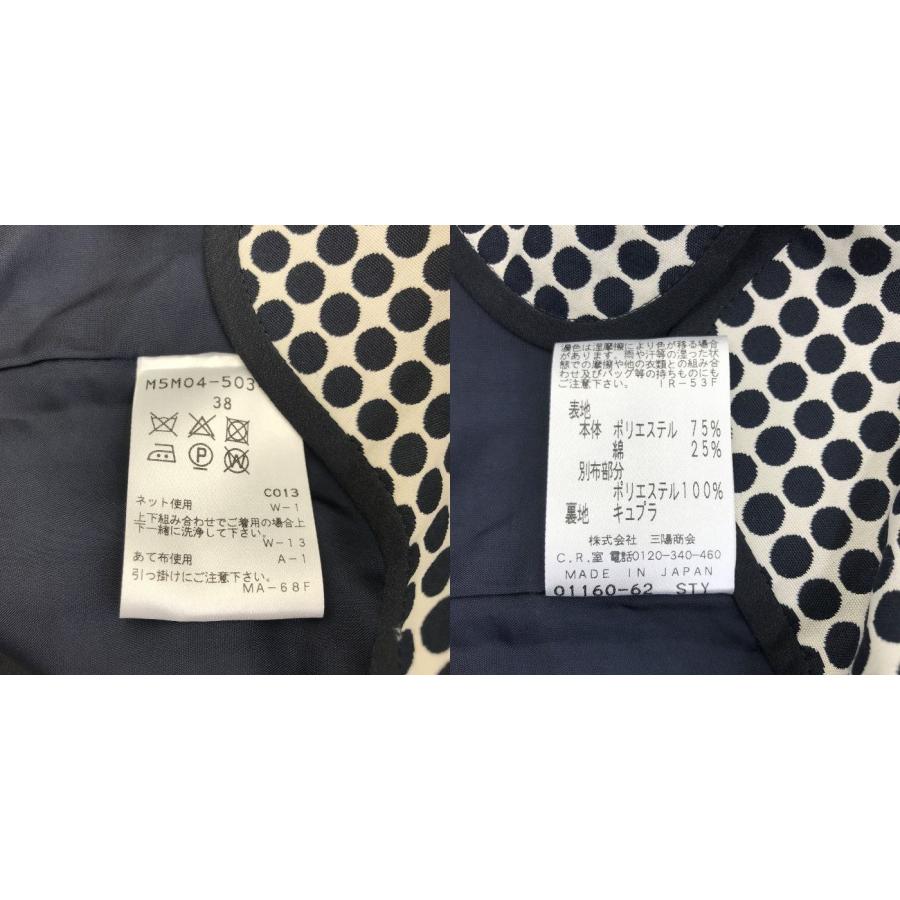 M5M04-503
38
C013
ネット使用 W-1
上下組み合わせでご着用の場合上
下一緒に洗浄して下さい。
W-13
あて布使用 A-1
引っ掛けにご注意下さい。
MA-68F
濃色は湿摩擦により色が移る場合
があります。雨や汗等の湿った状
態での摩擦や他の衣類との組み合
わせ及びバッグ等の持ちものにも
ご注意下さい。 IR-53F
表地
本体 ポリエステル 75%
綿 25%
別布部分
ポリエステル100%
裏地 キュプラ
株式会社 三陽商会
C.R.室 電話0120-340-460
MADE IN JAPAN
01160-62 STY